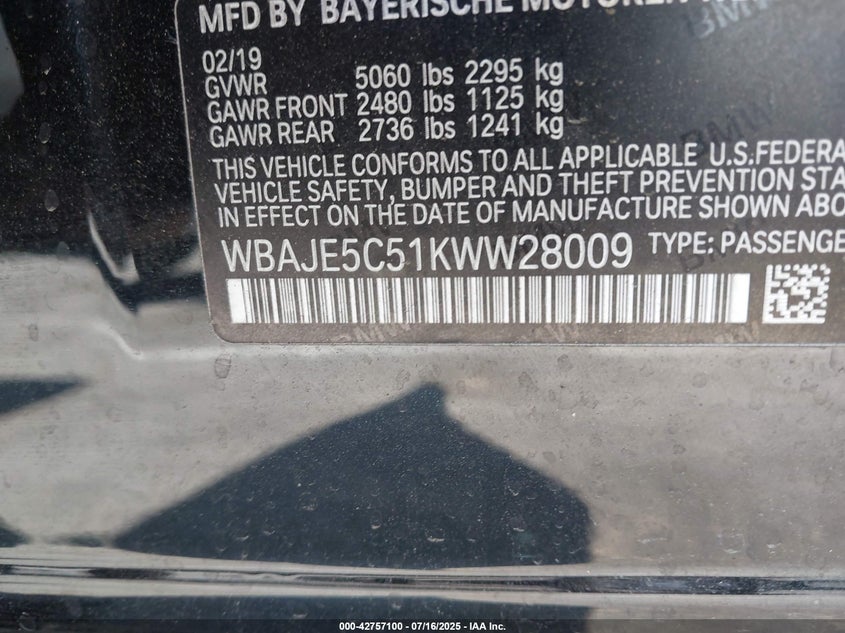 MFD BY BAYERISCHE MOTOREN
02/19
GVWR 5060 lbs 2295 kg
GAWR FRONT 2480 lbs 1125 kg
GAWR REAR 2736 lbs 1241 kg
THIS VEHICLE CONFORMS TO ALL APPLICABLE U.S.FEDERA
VEHICLE SAFETY, BUMPER AND THEFT PREVENTION STA
IN EFFECT ON THE DATE OF MANUFACTURE SHOWN ABO
WBAJE5C51KWW28009 TYPE: PASSENGE
000-42757100 - 07/16/2025 - IAA Inc.